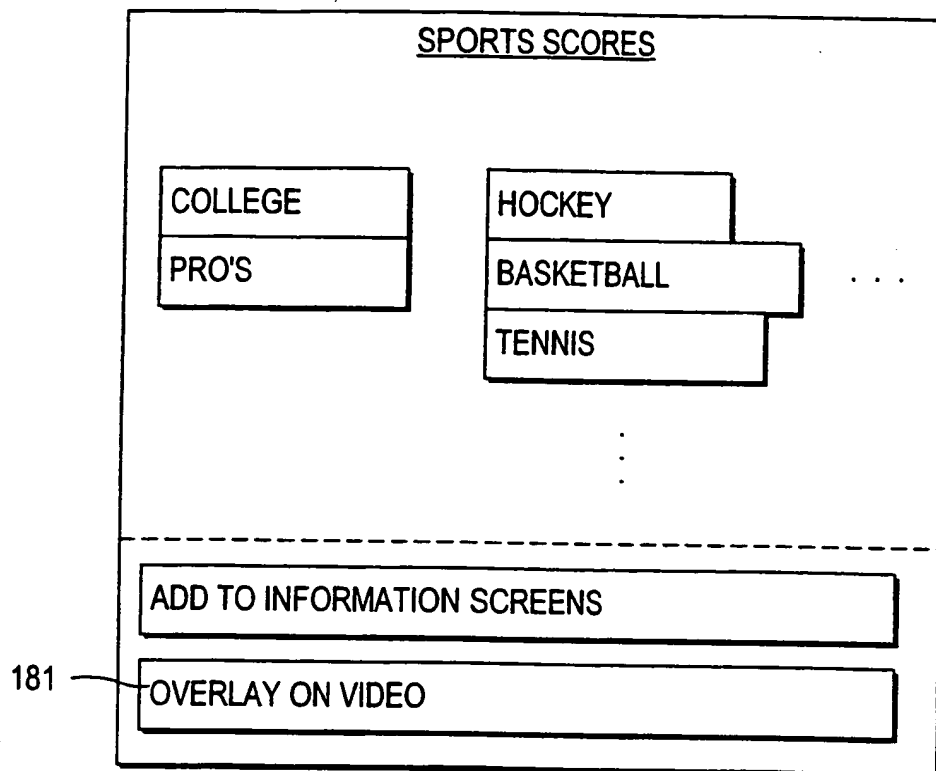 SPORTS SCORES
COLLEGE
PRO'S
HOCKEY
BASKETBALL
TENNIS
. . .
ADD TO INFORMATION SCREENS
181
OVERLAY ON VIDEO